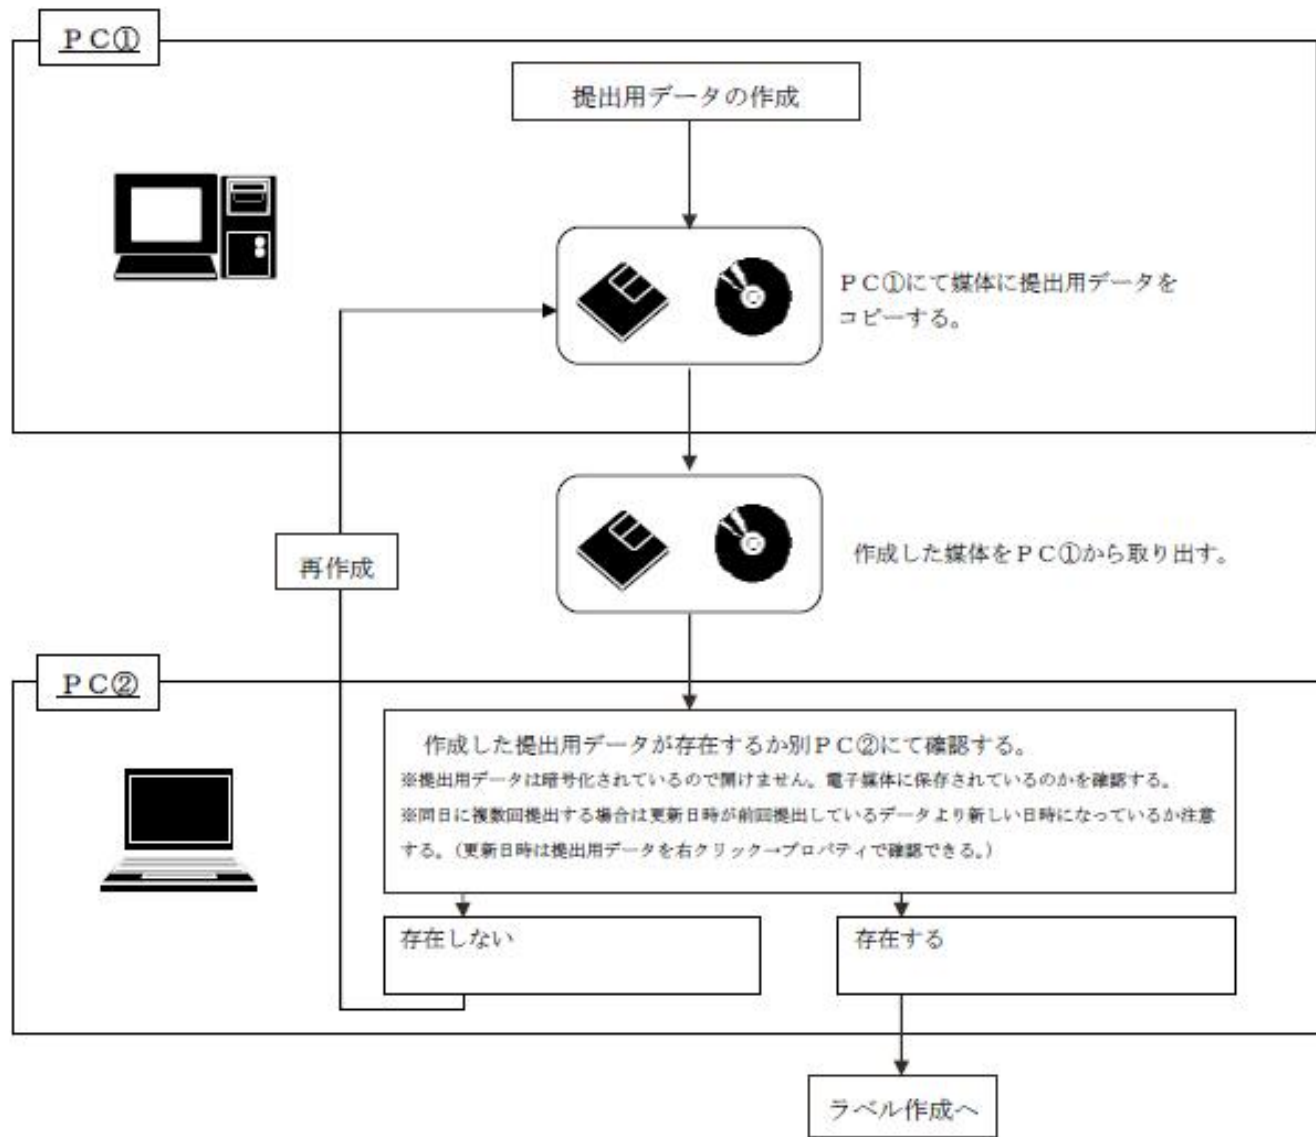 ＰＣ①
提出用データの作成
ＰＣ①にて媒体に提出用データを
コピーする。
再作成
作成した媒体をＰＣ①から取り出す。
ＰＣ②
作成した提出用データが存在するか別ＰＣ②にて確認する。
※提出用データは暗号化されているので開けません。電子媒体に保存されているのかを確認する。
※同日に複数回提出する場合は更新日時が前回提出しているデータより新しい日時になっているか注意
する。（更新日時は提出用データを右クリック→プロパティで確認できる。）
存在しない
存在する
ラベル作成へ